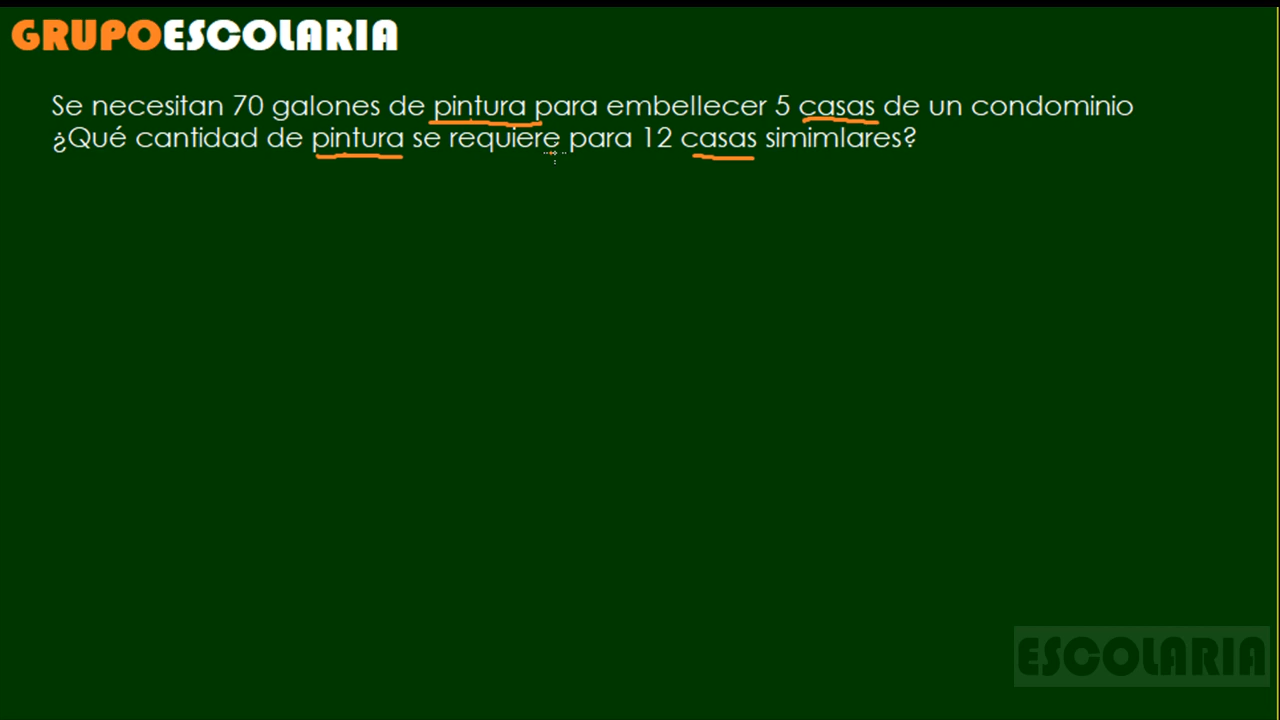 GRUPOESCOLARIA
Se necesitan 70 galones de pintura para embellecer 5 casas de un condominio
¿Qué cantidad de pintura se requiere para 12 casas simimlares?
ESCOLARIA